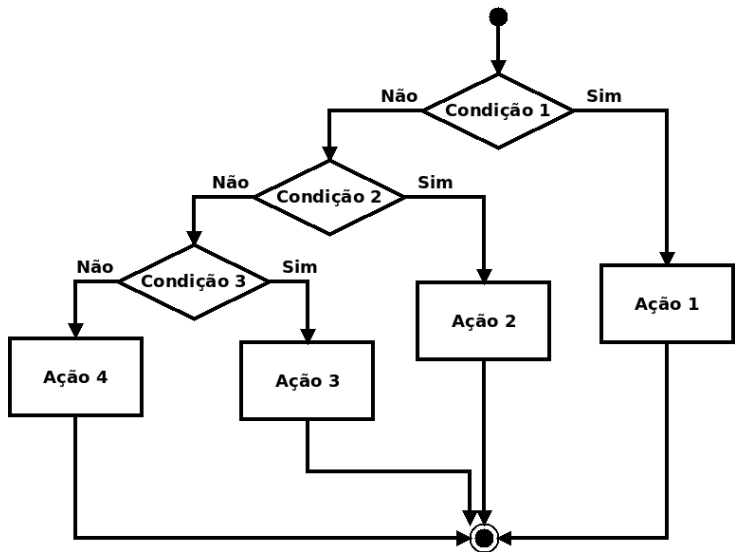 Não
Condição 1
Sim
Não
Condição 2
Sim
Não
Condição 3
Sim
Ação 4
Ação 3
Ação 2
Ação 1